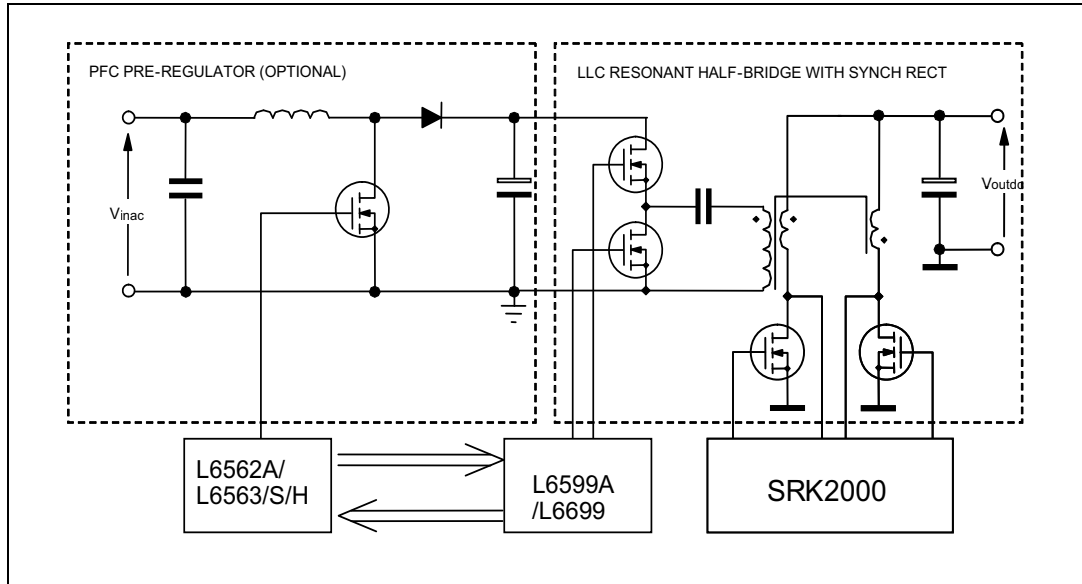 PFC PRE-REGULATOR (OPTIONAL)
LLC RESONANT HALF-BRIDGE WITH SYNCH RECT
Vinac
Voutdc
L6562A/
L6563/S/H
L6599A
/L6699
SRK2000